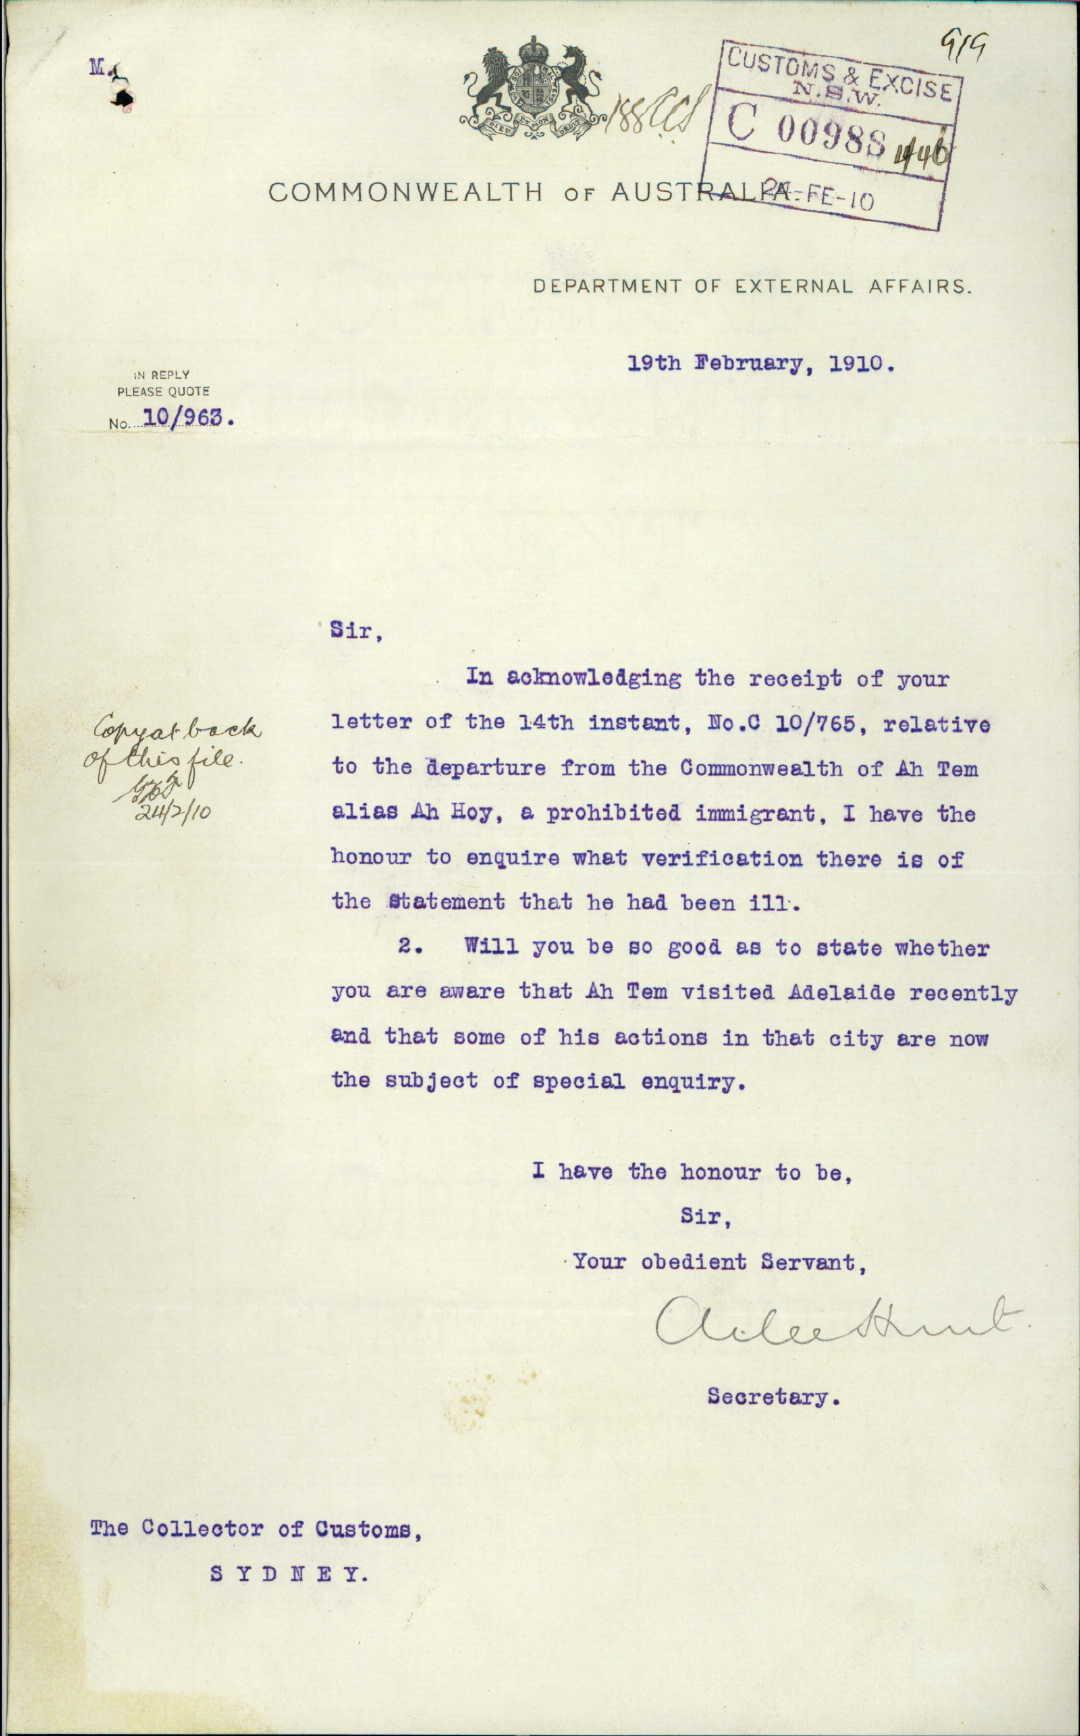 M.
9/9
CUSTOMS & EXCISE
N.S.W.
C 00988
-FE-10
COMMONWEALTH OF AUSTRALIA.
DEPARTMENT OF EXTERNAL AFFAIRS.
19th February, 1910.
IN REPLY
PLEASE QUOTE
No. 10/963.
Sir,
In acknowledging the receipt of your
letter of the 14th instant, No.C 10/765, relative
to the departure from the Commonwealth of Ah Tem
alias Ah Hoy, a prohibited immigrant, I have the
honour to enquire what verification there is of
the statement that he had been ill.
2. Will you be so good as to state whether
you are aware that Ah Tem visited Adelaide recently
and that some of his actions in that city are now
the subject of special enquiry.
Copy at back
of this file.
24/2/10
I have the honour to be,
Sir,
Your obedient Servant,
Atlee Hunt.
Secretary.
The Collector of Customs,
SYDNEY.